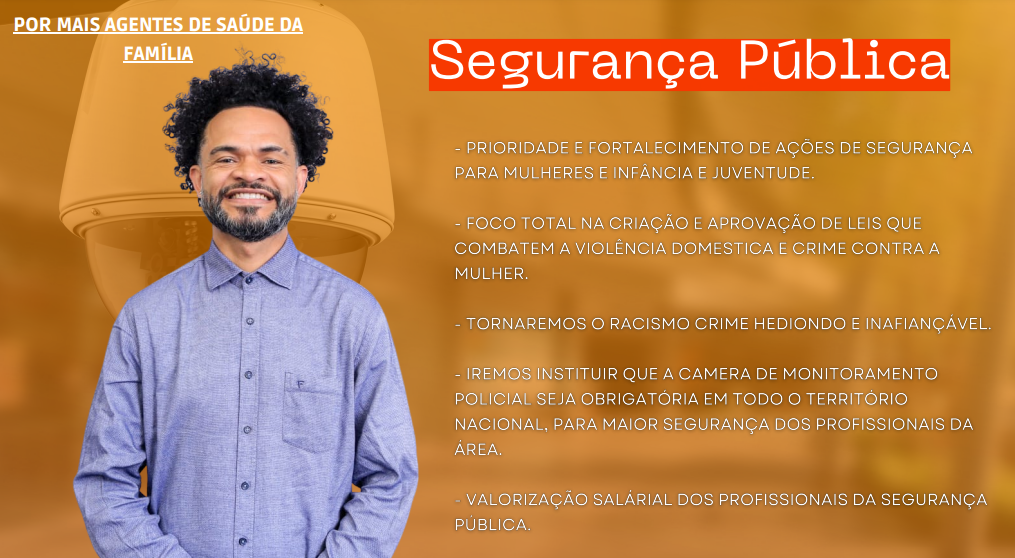 POR MAIS AGENTES DE SAÚDE DA
FAMÍLIA
Segurança Pública
- PRIORIDADE E FORTALECIMENTO DE AÇÕES DE SEGURANÇA
PARA MULHERES E INFÂNCIA E JUVENTUDE.
- FOCO TOTAL NA CRIAÇÃO E APROVAÇÃO DE LEIS QUE
COMBATEM A VIOLÊNCIA DOMESTICA E CRIME CONTRA A
MULHER.
- TORNAREMOS O RACISMO CRIME HEDIONDO E INAFIANÇÁVEL.
- IREMOS INSTITUIR QUE A CAMERA DE MONITORAMENTO
POLICIAL SEJA OBRIGATÓRIA EM TODO O TERRITÓRIO
NACIONAL, PARA MAIOR SEGURANÇA DOS PROFISSIONAIS DA
ÁREA.
- VALORIZAÇÃO SALÁRIAL DOS PROFISSIONAIS DA SEGURANÇA
PÚBLICA.